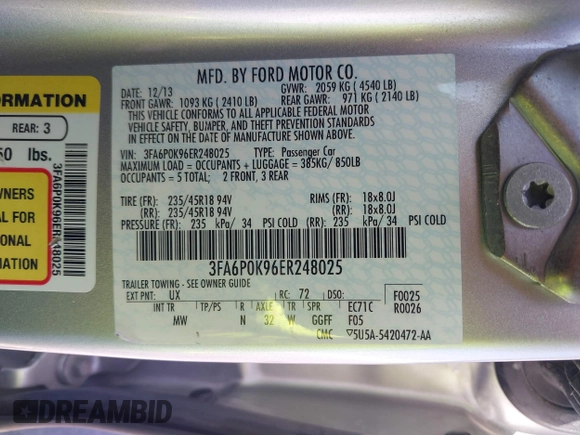 MFD. BY FORD MOTOR CO.
DATE: 12/13
GVWR: 2059 KG ( 4540 LB)
FRONT GAWR: 1093 KG ( 2410 LB)
REAR GAWR: 971 KG ( 2140 LB)
THIS VEHICLE CONFORMS TO ALL APPLICABLE FEDERAL MOTOR
VEHICLE SAFETY, BUMPER, AND THEFT PREVENTION STANDARDS
IN EFFECT ON THE DATE OF MANUFACTURE SHOWN ABOVE.
VIN: 3FA6P0K96ER248025 TYPE: Passenger Car
MAXIMUM LOAD = OCCUPANTS + LUGGAGE = 385KG/ 850LB
OCCUPANTS = 5 TOTAL; 2 FRONT, 3 REAR
TIRE (FR): 235/45R18 94V RIMS (FR): 18x8.0J
(RR): 235/45R18 94V (RR): 18x8.0J
PRESSURE (FR): 235 kPa/ 34 PSI COLD (RR): 235 kPa/ 34 PSI COLD
3FA6P0K96ER248025
TRAILER TOWING - SEE OWNER GUIDE
EXT PNT: UX RC: 72 DSO: F0025
INT TR TP/PS R AXLE TR SPR EC71C R0026
MW N 32 W GGFF F05
CMC ▽5U5A-5420472-AA
ORMATION
REAR: 3
lbs.
3FA6P0K96ER248025
WNERS
AL FOR
IONAL
MATION
DREAMBID